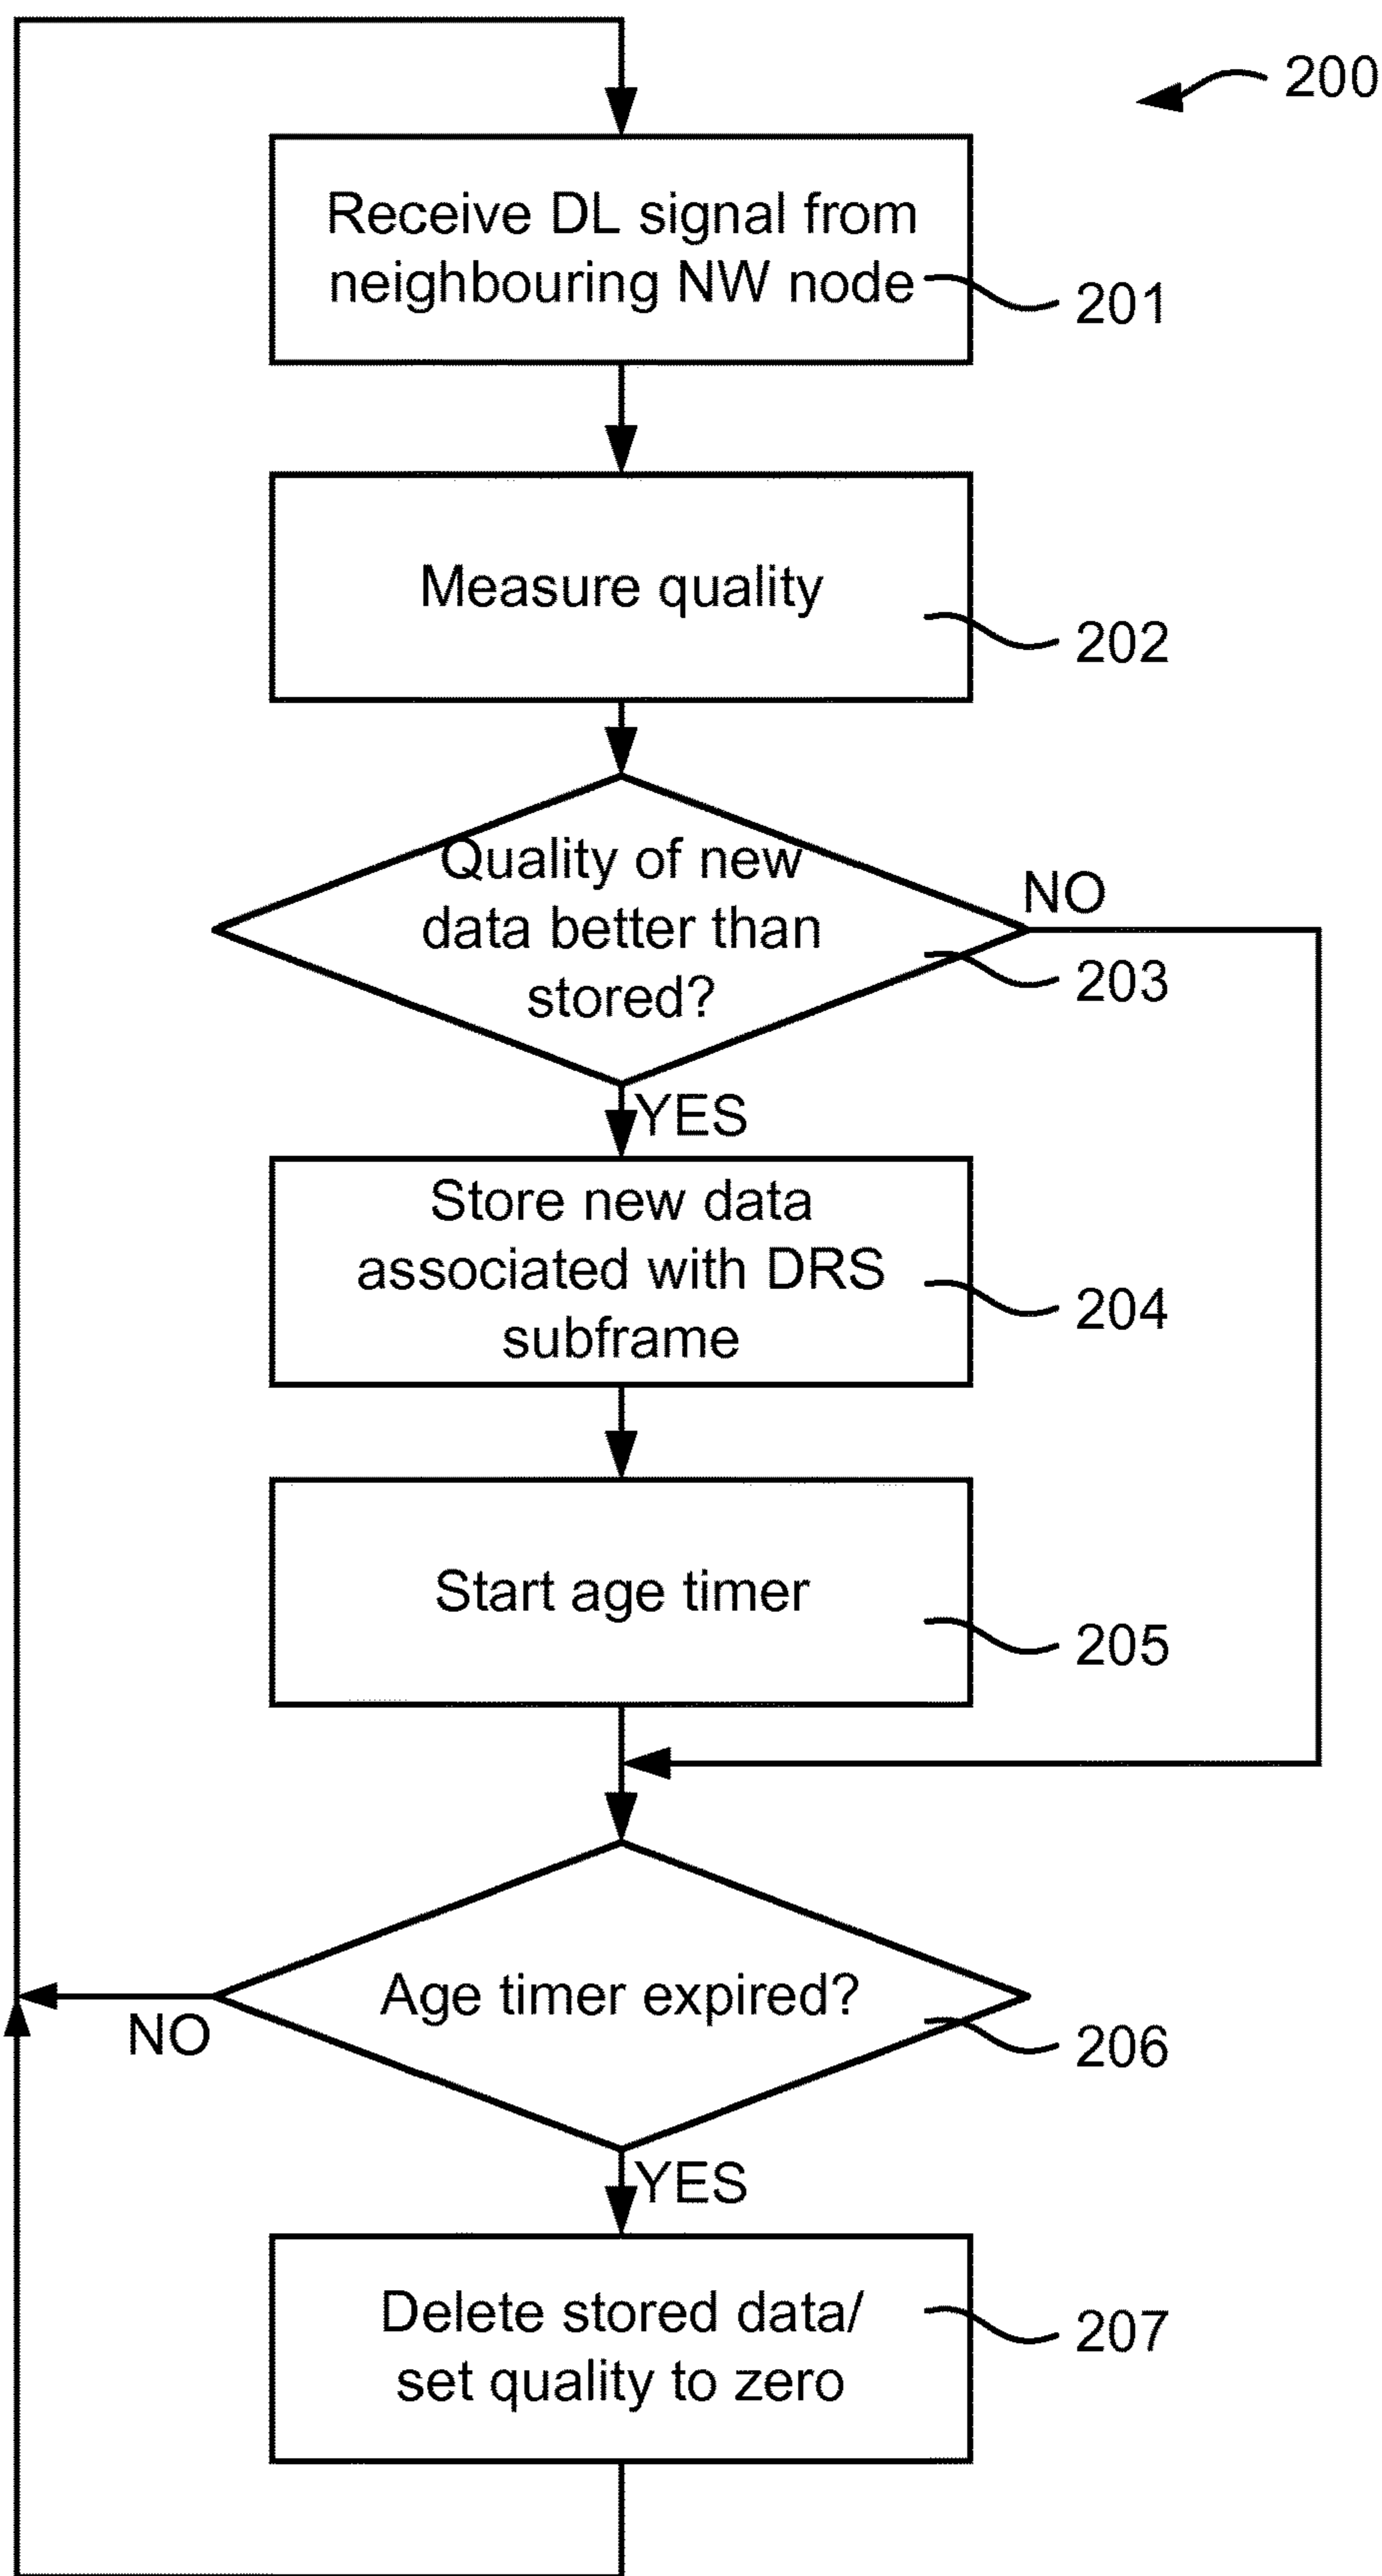 200
Receive DL signal from
neighbouring NW node
201
Measure quality
202
Quality of new
data better than
stored?
NO
203
YES
Store new data
associated with DRS
subframe
204
Start age timer
205
Age timer expired?
NO
206
YES
Delete stored data/
set quality to zero
207